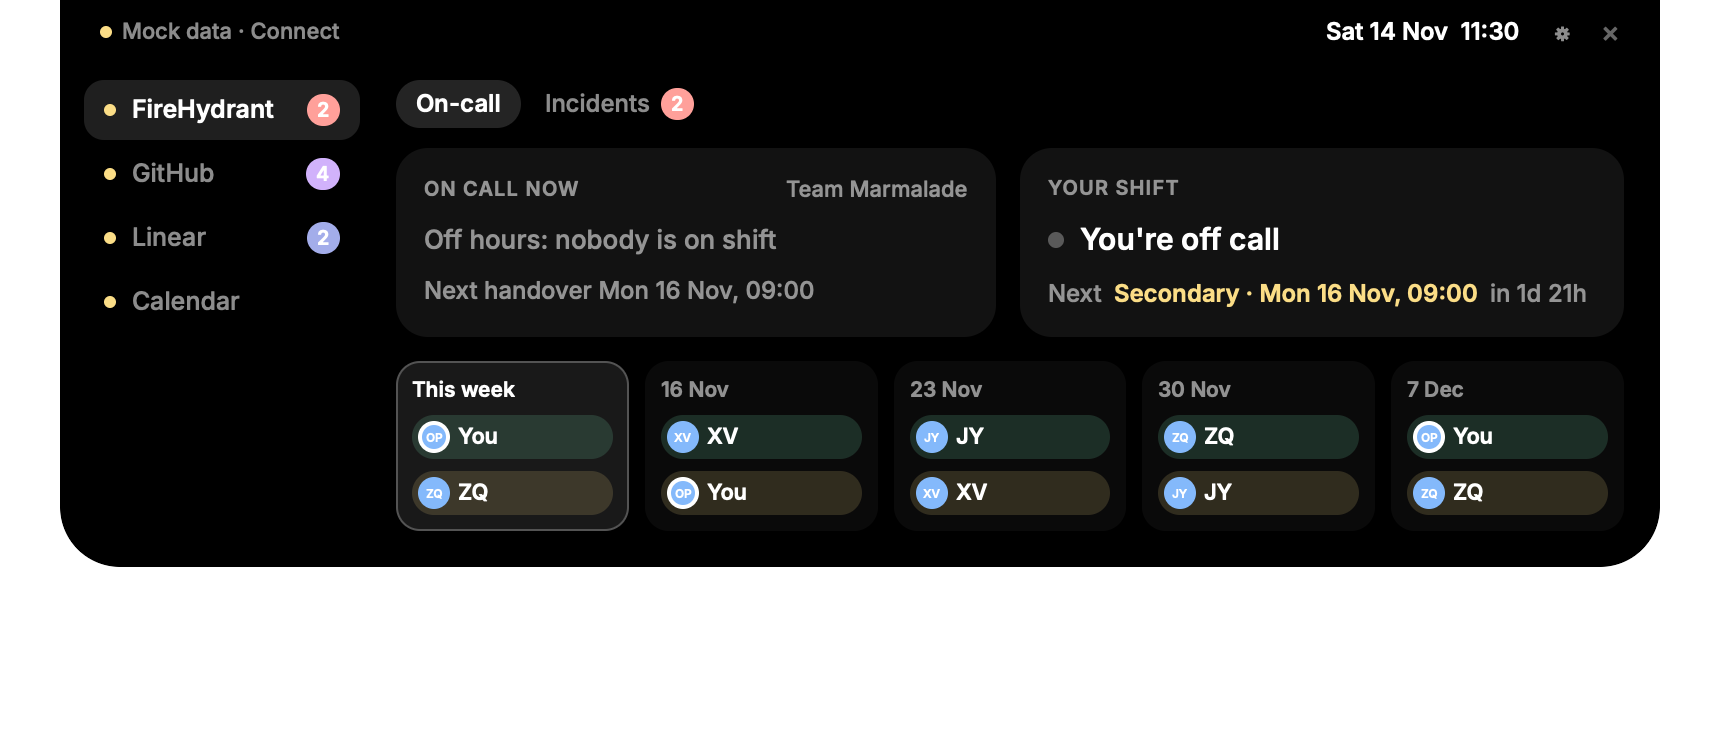 Mock data · Connect
Sat 14 Nov 11:30
FireHydrant 2
GitHub 4
Linear 2
Calendar
On-call
Incidents 2
ON CALL NOW
Team Marmalade
Off hours: nobody is on shift
Next handover Mon 16 Nov, 09:00
YOUR SHIFT
You're off call
Next Secondary · Mon 16 Nov, 09:00 in 1d 21h
This week
OP You
ZQ ZQ
16 Nov
XV XV
OP You
23 Nov
JY JY
XV XV
30 Nov
ZQ ZQ
JY JY
7 Dec
OP You
ZQ ZQ